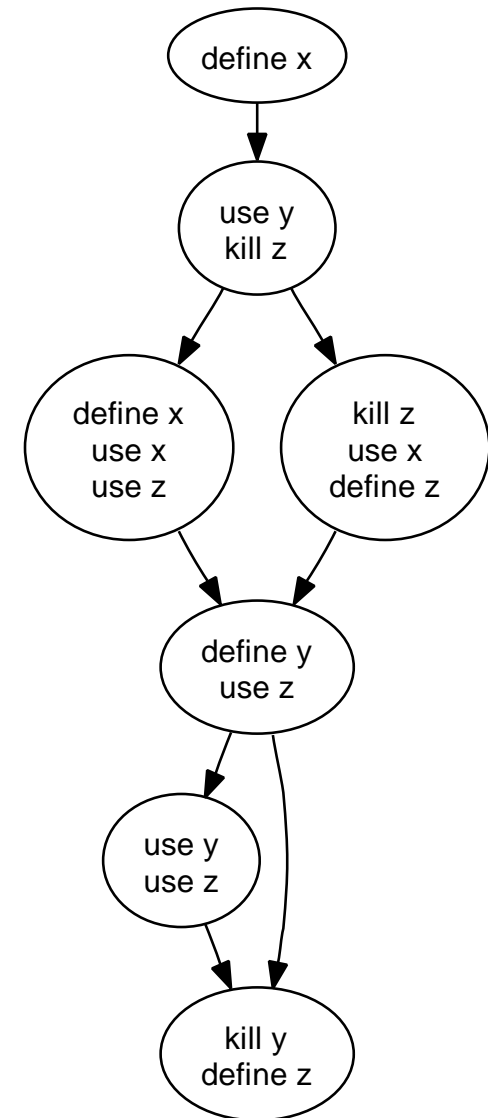 define x
use y
kill z
define x
use x
use z
kill z
use x
define z
define y
use z
use y
use z
kill y
define z